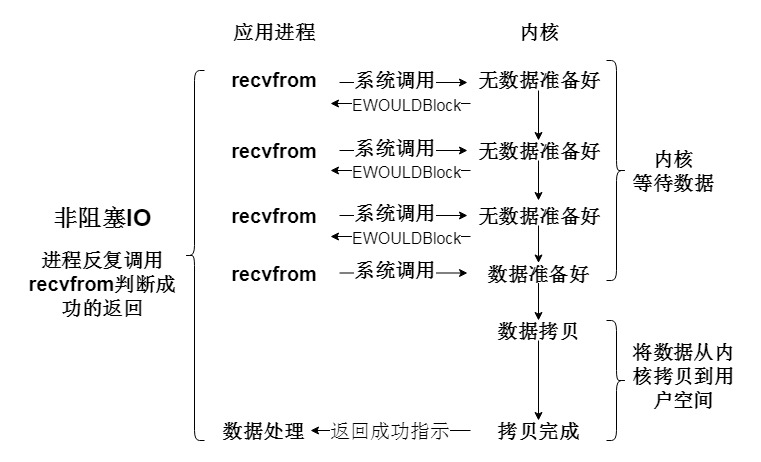 应用进程 内核
recvfrom 系统调用 无数据准备好
EWOULDBlock
recvfrom 系统调用 无数据准备好
EWOULDBlock
recvfrom 系统调用 无数据准备好
EWOULDBlock
recvfrom 系统调用 数据准备好
内核
等待数据
非阻塞IO
进程反复调用
recvfrom判断成
功的返回
数据拷贝
将数据从内
核拷贝到用
户空间
数据处理 返回成功指示 拷贝完成